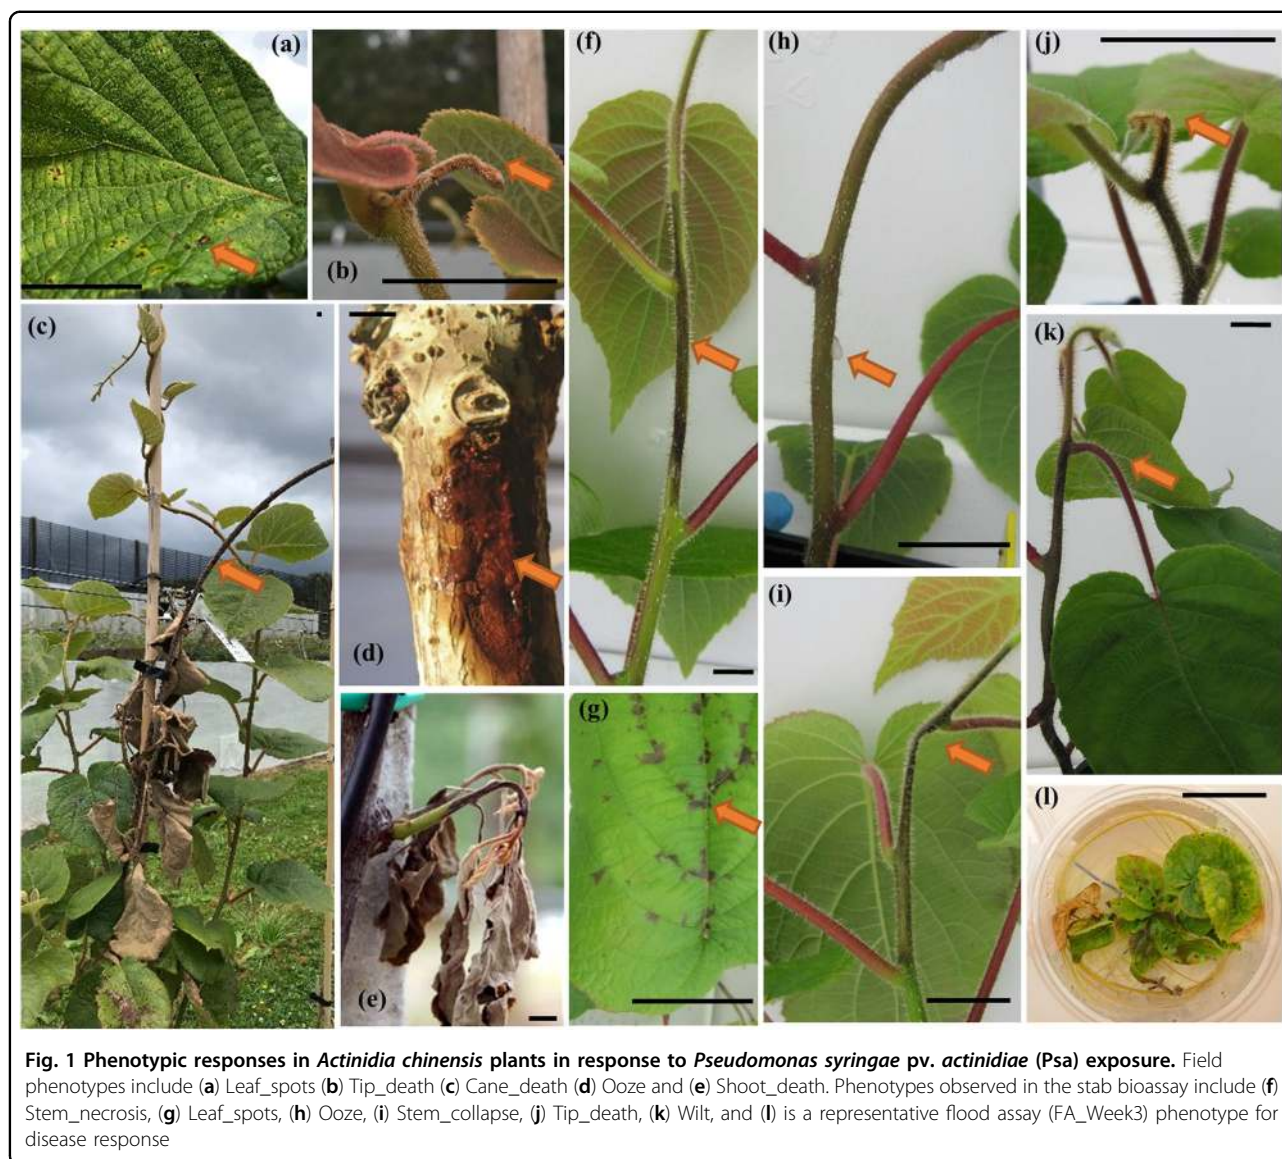 (a)
(b)
(c)
(d)
(e)
(f)
(g)
(h)
(i)
(j)
(k)
(l)
Fig. 1 Phenotypic responses in Actinidia chinensis plants in response to Pseudomonas syringae pv. actinidiae (Psa) exposure. Field
phenotypes include (a) Leaf_spots (b) Tip_death (c) Cane_death (d) Ooze and (e) Shoot_death. Phenotypes observed in the stab bioassay include (f)
Stem_necrosis, (g) Leaf_spots, (h) Ooze, (i) Stem_collapse, (j) Tip_death, (k) Wilt, and (l) is a representative flood assay (FA_Week3) phenotype for
disease response